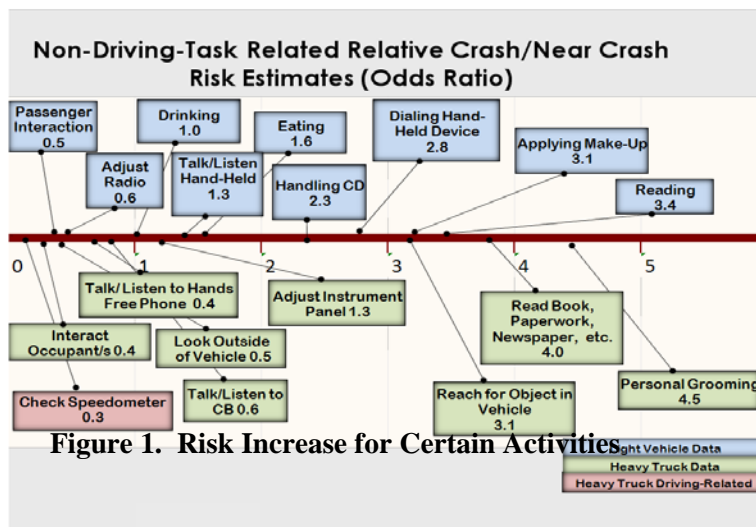 Non-Driving-Task Related Relative Crash/Near Crash
Risk Estimates (Odds Ratio)
Passenger
Interaction
0.5
Drinking
1.0
Adjust
Radio
0.6
Talk/Listen
Hand-Held
1.3
Eating
1.6
Handling CD
2.3
Dialing Hand-
Held Device
2.8
Applying Make-Up
3.1
Reading
3.4
0 1 2 3 4 5
Talk/ Listen to Hands
Free Phone 0.4
Adjust Instrument
Panel 1.3
Interact
Occupant/s 0.4
Look Outside
of Vehicle 0.5
Read Book,
Paperwork,
Newspaper, etc.
4.0
Check Speedometer
0.3
Talk/Listen to
CB 0.6
Reach for Object in
Vehicle
3.1
Personal Grooming
4.5
Figure 1. Risk Increase for Certain Activities
Vehicle Data
Heavy Truck Data
Heavy Truck Driving-Related